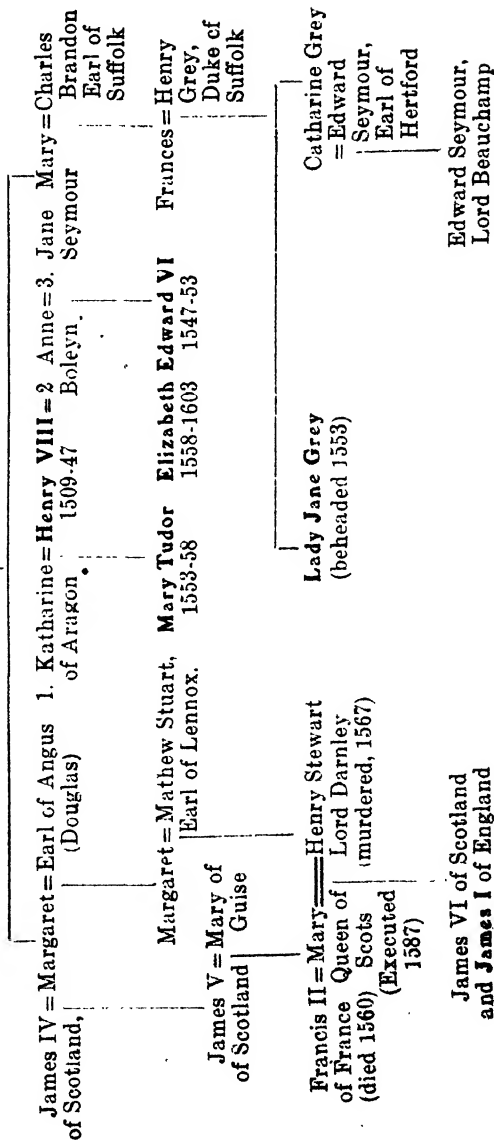 James IV = Margaret = Earl of Angus 1. Katharine = Henry VIII = 2 Anne = 3. Jane Mary = Charles
of Scotland, (Douglas) of Aragon 1509-47 Boleyn. Seymour Brandon
Earl of
Suffolk
Margaret = Mathew Stuart, Mary Tudor Elizabeth Edward VI Frances = Henry
Earl of Lennox. 1553-58 1558-1603 1547-53 Grey,
Duke of
Suffolk
James V = Mary of
of Scotland Guise
Francis II = Mary = Henry Stewart Lady Jane Grey Catharine Grey
of France Queen of Lord Darnley (beheaded 1553) = Edward
(died 1560) Scots (murdered, 1567) Seymour,
(Executed Earl of
1587) Hertford
James VI of Scotland Edward Seymour,
and James I of England Lord Beauchamp